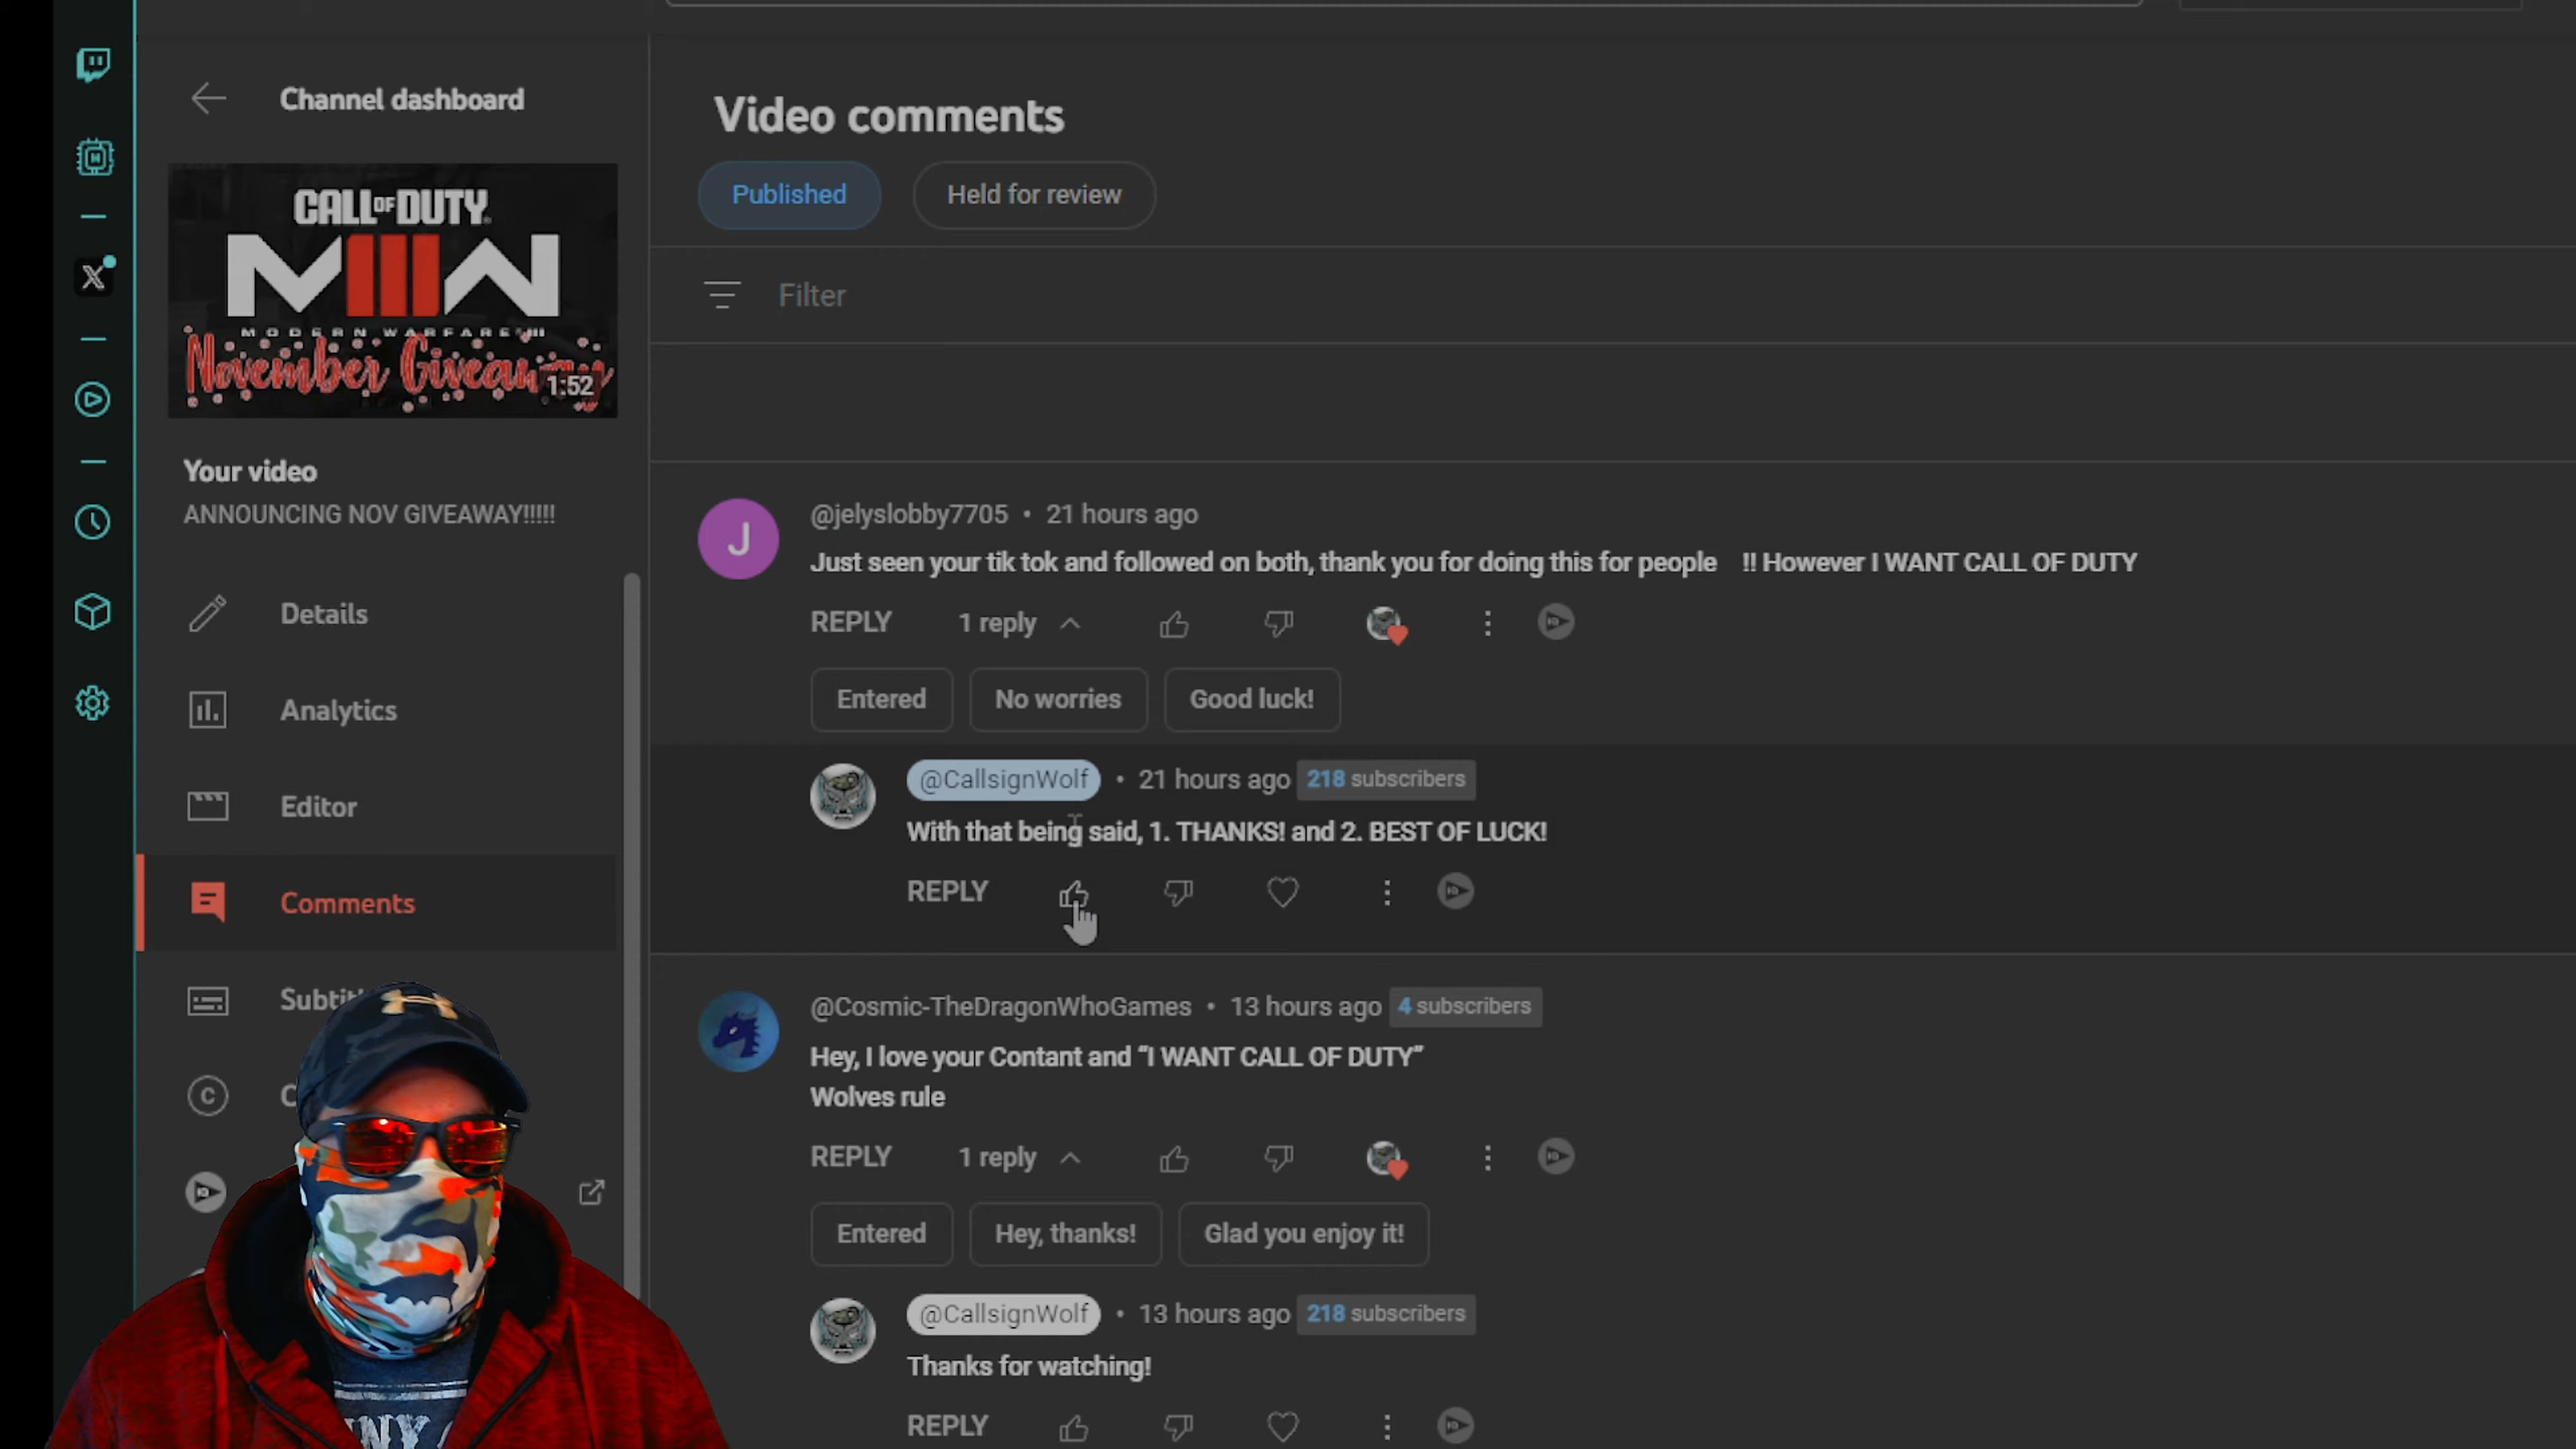 Channel dashboard
CALL OF DUTY
MODERN WARFARE III
November Giveaway
1:52
Your video
ANNOUNCING NOV GIVEAWAY!!!!!
Details
Analytics
Editor
Comments
Video comments
Published
Held for review
Filter
J
@jelyslobby7705 • 21 hours ago
Just seen your tik tok and followed on both, thank you for doing this for people !! However I WANT CALL OF DUTY
REPLY 1 reply
Entered No worries Good luck!
@CallsignWolf • 21 hours ago 218 subscribers
With that being said, 1. THANKS! and 2. BEST OF LUCK!
REPLY
@Cosmic-TheDragonWhoGames • 13 hours ago 4 subscribers
Hey, I love your Contant and “I WANT CALL OF DUTY”
Wolves rule
REPLY 1 reply
Entered Hey, thanks! Glad you enjoy it!
@CallsignWolf • 13 hours ago 218 subscribers
Thanks for watching!
REPLY